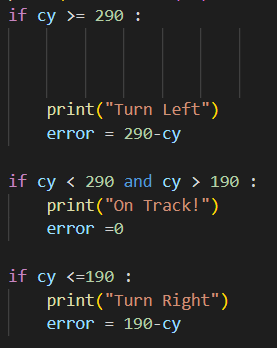 if cy >= 290 :
print("Turn Left")
error = 290-cy
if cy < 290 and cy > 190 :
print("On Track!")
error =0
if cy <=190 :
print("Turn Right")
error = 190-cy